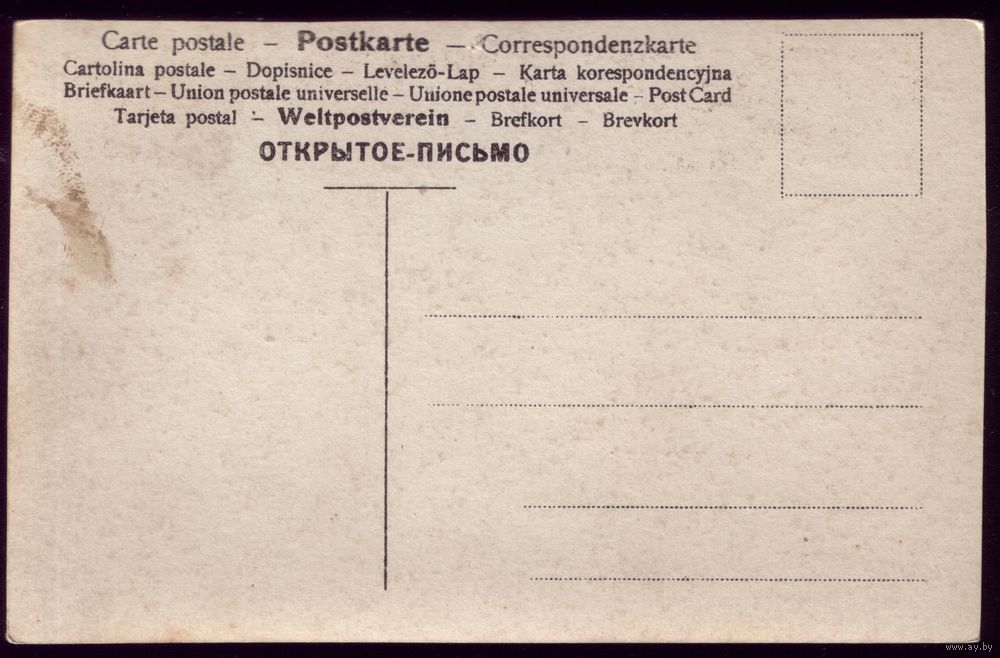 Carte postale – Postkarte – Correspondenzkarte
Cartolina postale – Dopisnice – Levelező-Lap – Karta korespondencyjna
Briefkaart – Union postale universelle – Unione postale universale – Post Card
Tarjeta postal – Weltpostverein – Brefkort – Brevkort
ОТКРЫТОЕ-ПИСЬМО
www.ay.by